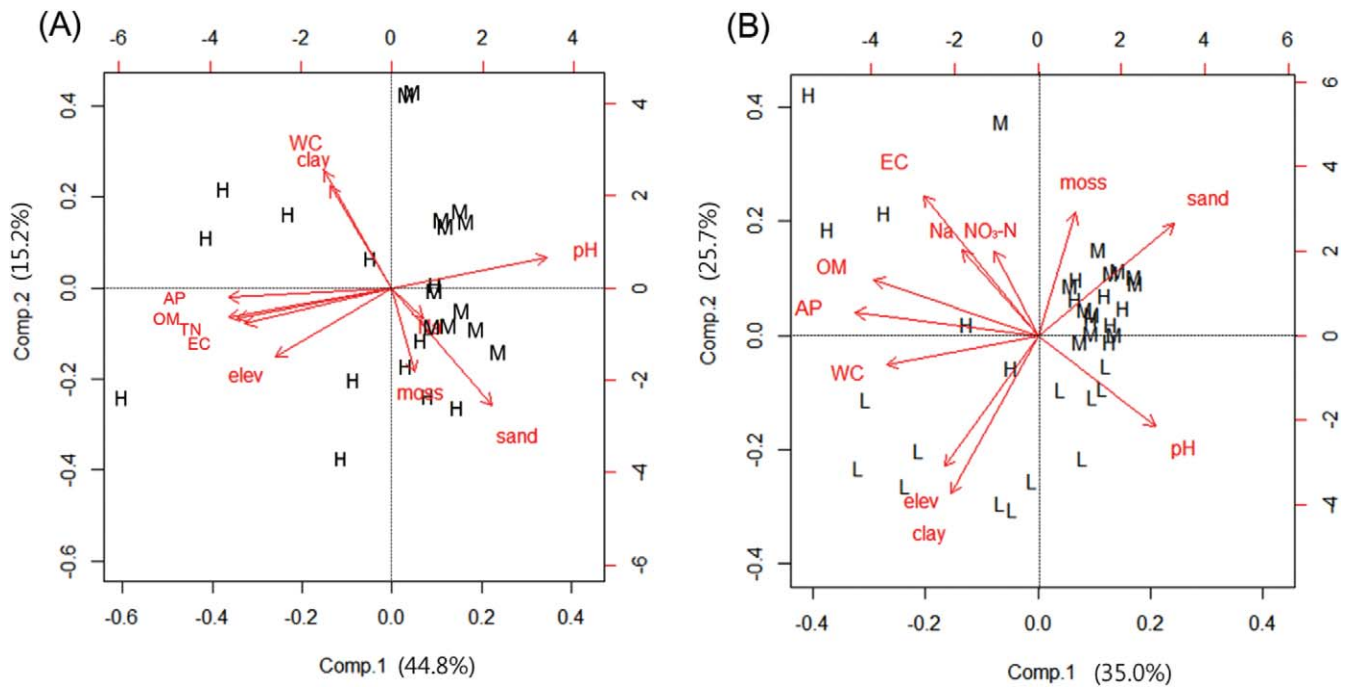 (A)
-6 -4 -2 0 2 4
Comp.2 (15.2%)
0.4
0.2
0.0
-0.2
-0.4
-0.6
4
2
0
-2
-4
-6
M M
WC
clay
H H H H
M M M M M
pH
AP
OM TN
EC
elev
moss
sand
M M M M M M M M
H H H H H H H
-0.6 -0.4 -0.2 0.0 0.2 0.4
Comp.1 (44.8%)
(B)
-4 -2 0 2 4 6
Comp.2 (25.7%)
0.4
0.2
0.0
-0.2
-0.4
6
4
2
0
-2
-4
H
M
EC
moss
sand
H H
Na NO₃-N
OM
AP
WC
H H
elev
clay
pH
L L L L L L L L L L L L
-0.4 -0.2 0.0 0.2 0.4
Comp.1 (35.0%)